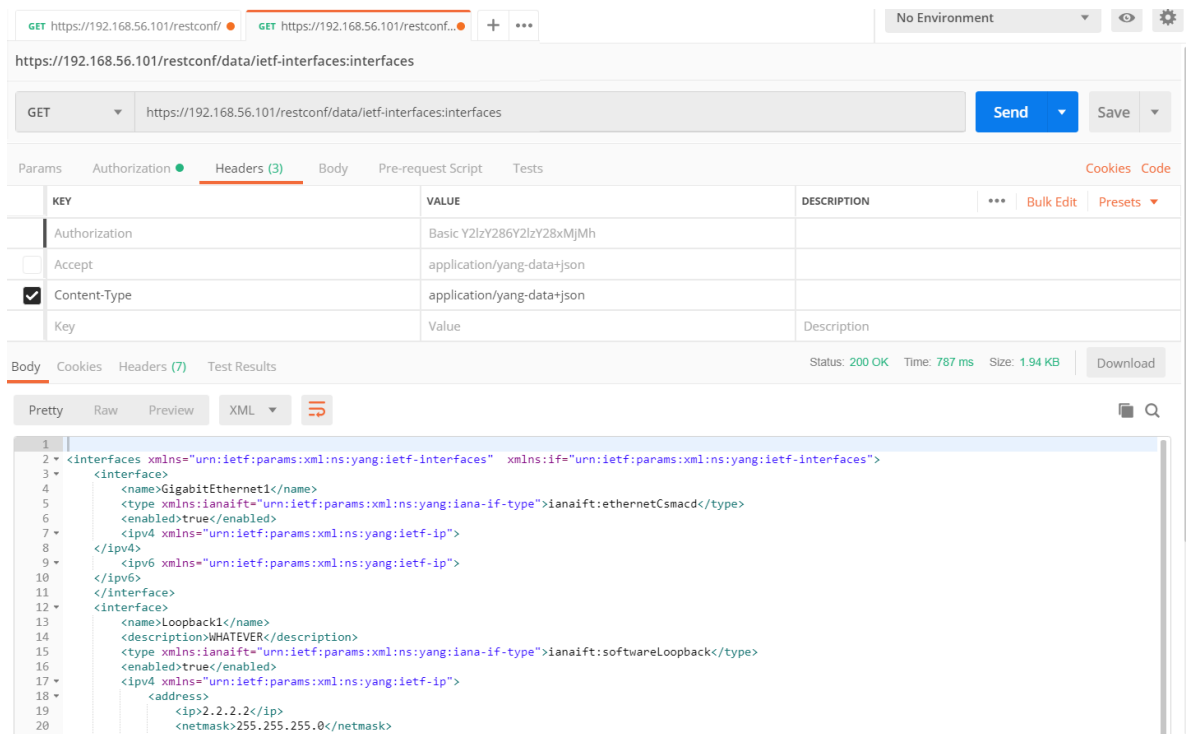 GET https://192.168.56.101/restconf/ GET https://192.168.56.101/restconf... + ••• No Environment
https://192.168.56.101/restconf/data/ietf-interfaces:interfaces
GET https://192.168.56.101/restconf/data/ietf-interfaces:interfaces Send Save
Params Authorization Headers (3) Body Pre-request Script Tests Cookies Code
KEY VALUE DESCRIPTION ••• Bulk Edit Presets
Authorization Basic Y2lzY286Y2lzY28xMjMh
Accept application/yang-data+json
Content-Type application/yang-data+json
Key Value Description
Body Cookies Headers (7) Test Results Status: 200 OK Time: 787 ms Size: 1.94 KB Download
Pretty Raw Preview XML
1
2 <interfaces xmlns="urn:ietf:params:xml:ns:yang:ietf-interfaces" xmlns:if="urn:ietf:params:xml:ns:yang:ietf-interfaces">
3 <interface>
4 <name>GigabitEthernet1</name>
5 <type xmlns:ianaift="urn:ietf:params:xml:ns:yang:iana-if-type">ianaift:ethernetCsmacd</type>
6 <enabled>true</enabled>
7 <ipv4 xmlns="urn:ietf:params:xml:ns:yang:ietf-ip">
8 </ipv4>
9 <ipv6 xmlns="urn:ietf:params:xml:ns:yang:ietf-ip">
10 </ipv6>
11 </interface>
12 <interface>
13 <name>Loopback1</name>
14 <description>WHATEVER</description>
15 <type xmlns:ianaift="urn:ietf:params:xml:ns:yang:iana-if-type">ianaift:softwareLoopback</type>
16 <enabled>true</enabled>
17 <ipv4 xmlns="urn:ietf:params:xml:ns:yang:ietf-ip">
18 <address>
19 <ip>2.2.2.2</ip>
20 <netmask>255.255.255.0</netmask>